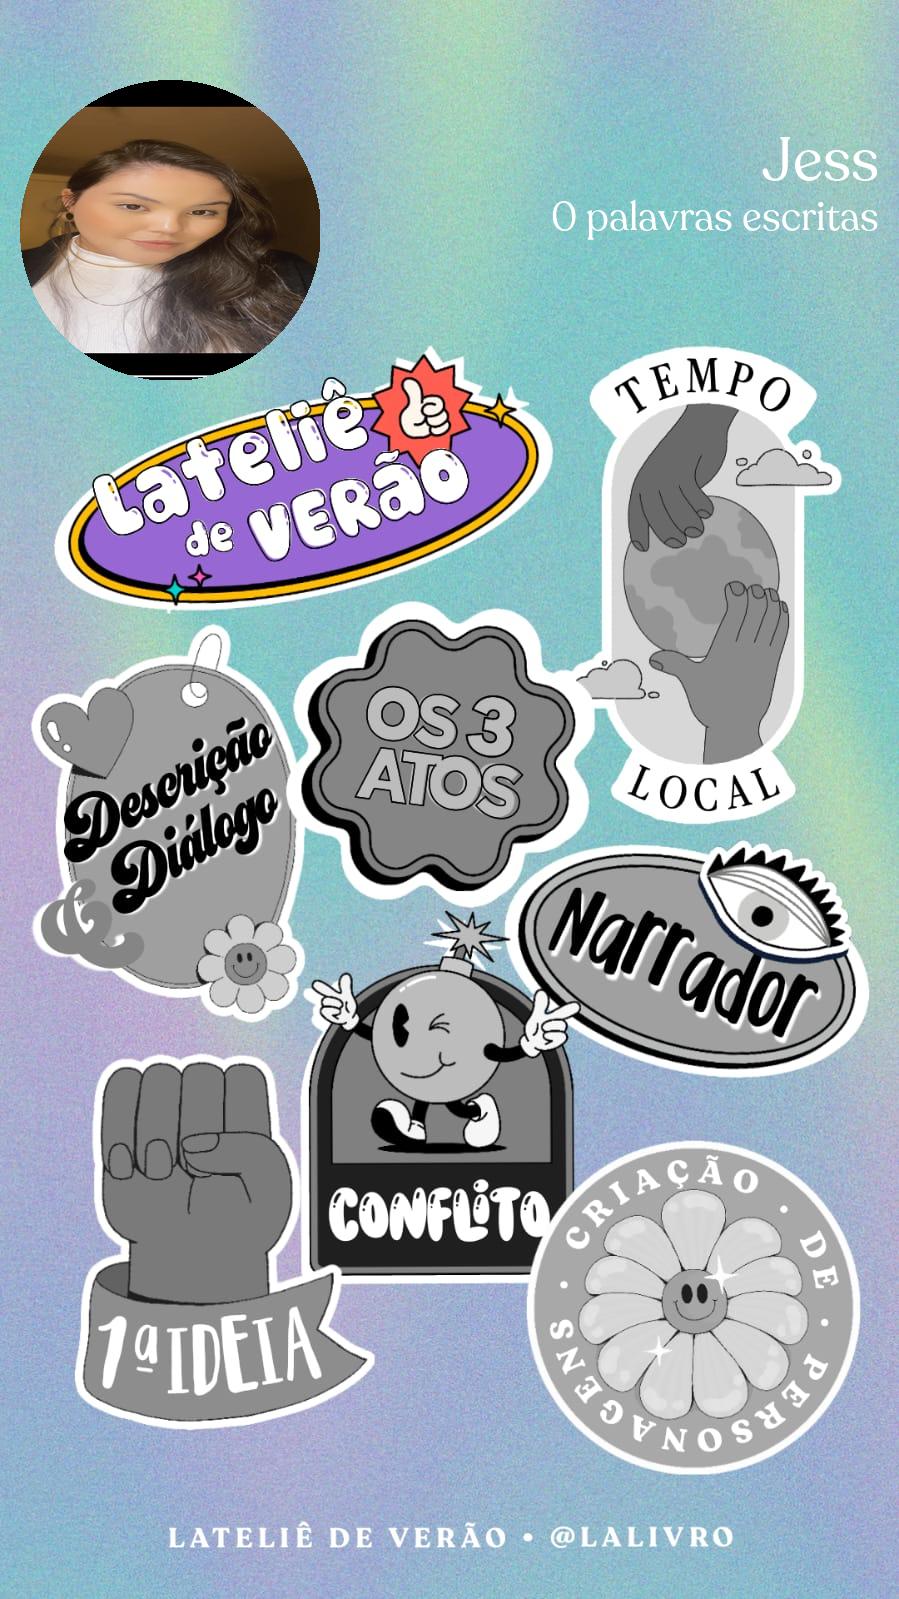 Jess
0 palavras escritas
Lateliê
de VERÃO
TEMPO
LOCAL
Descrição
& Diálogo
OS 3
ATOS
Narrador
CONFLITO
1ª IDEIA
CRIAÇÃO · DE · PERSONAGENS ·
LATELIÊ DE VERÃO • @LALIVRO